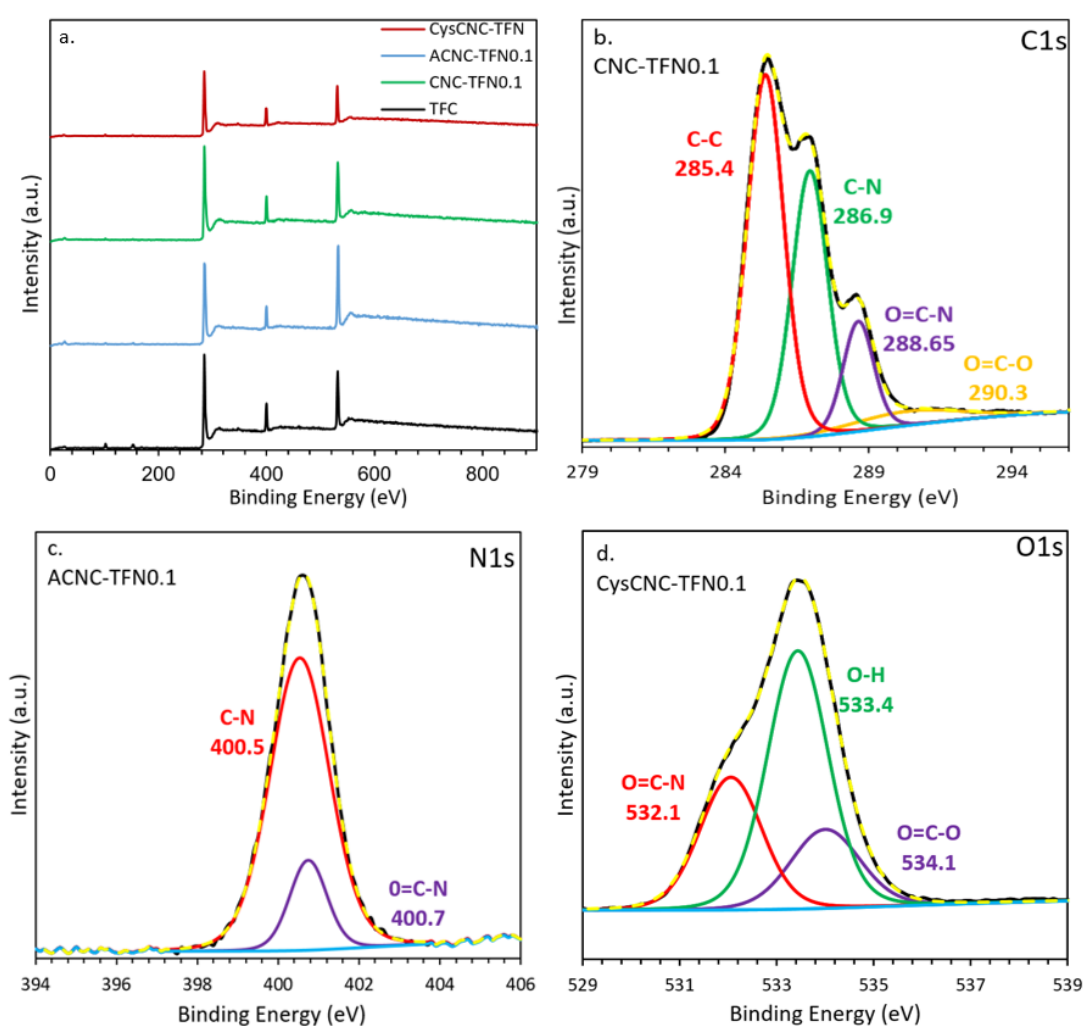 a.
CysCNC-TFN
ACNC-TFN0.1
CNC-TFN0.1
TFC
Intensity (a.u.)
0 200 400 600 800
Binding Energy (eV)
b.
C1s
CNC-TFN0.1
C-C
285.4
C-N
286.9
O=C-N
288.65
O=C-O
290.3
Intensity (a.u.)
279 284 289 294
Binding Energy (eV)
c.
N1s
ACNC-TFN0.1
C-N
400.5
0=C-N
400.7
Intensity (a.u.)
394 396 398 400 402 404 406
Binding Energy (eV)
d.
O1s
CysCNC-TFN0.1
O-H
533.4
O=C-N
532.1
O=C-O
534.1
Intensity (a.u.)
529 531 533 535 537 539
Binding Energy (eV)